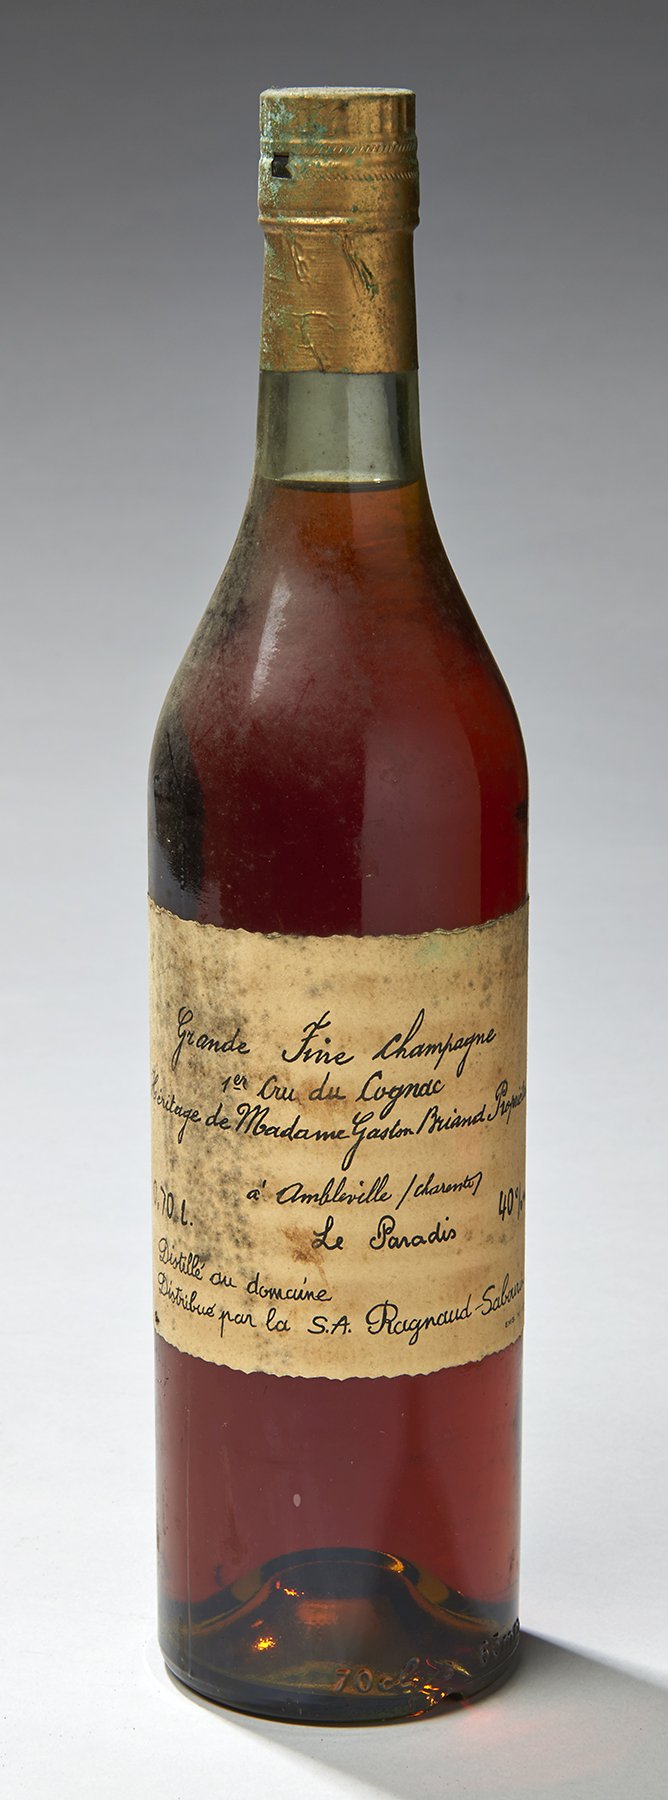 Grande Fine Champagne
1er Cru du Cognac
Héritage de Madame Gaston Briand
à Ambleville (Charente)
,70 L. 40%
Le Paradis
Distillé au domaine
Distribué par la S.A. Ragnaud-Sabourin
70cl